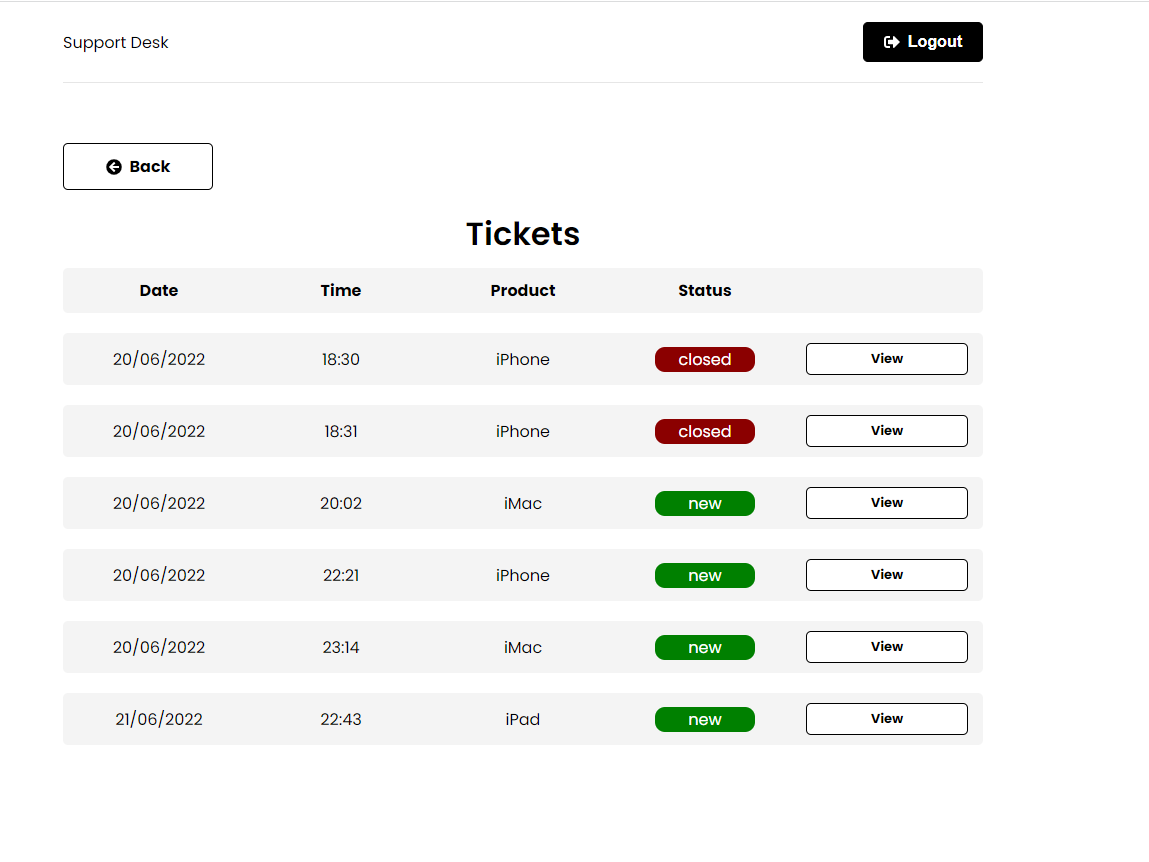 Support Desk Logout
Back
Tickets
Date Time Product Status
20/06/2022 18:30 iPhone closed View
20/06/2022 18:31 iPhone closed View
20/06/2022 20:02 iMac new View
20/06/2022 22:21 iPhone new View
20/06/2022 23:14 iMac new View
21/06/2022 22:43 iPad new View